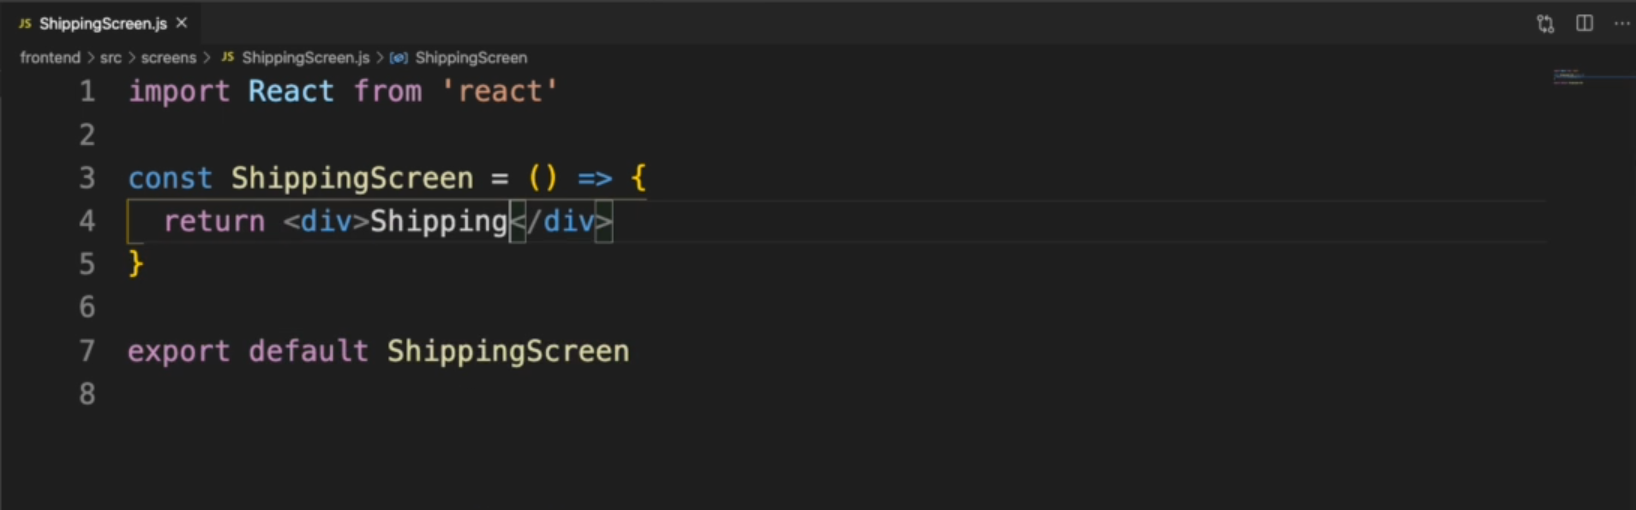 JS ShippingScreen.js ×
frontend > src > screens > JS ShippingScreen.js > ShippingScreen
1 import React from 'react'
2
3 const ShippingScreen = () => {
4   return <div>Shipping</div>
5 }
6
7 export default ShippingScreen
8